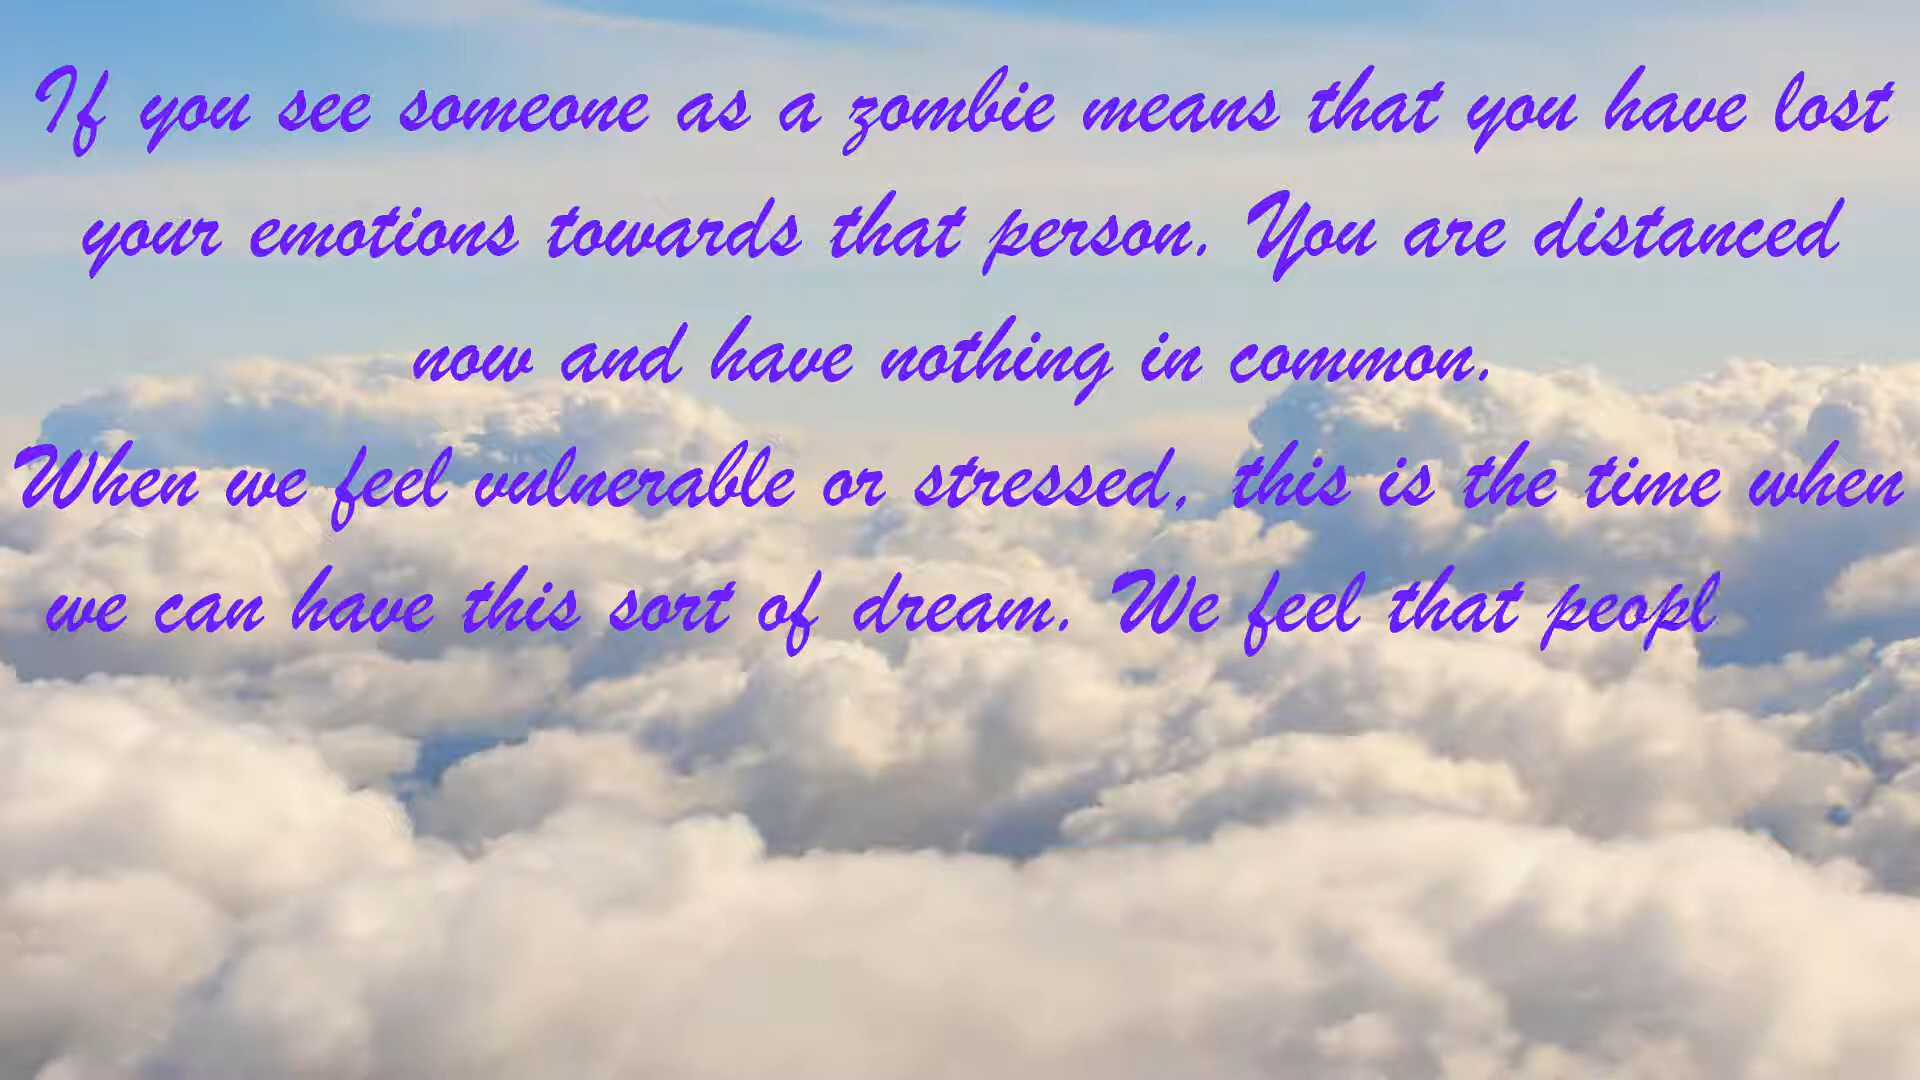 If you see someone as a zombie means that you have lost
your emotions towards that person. You are distanced
now and have nothing in common.
When we feel vulnerable or stressed, this is the time when
we can have this sort of dream. We feel that peopl